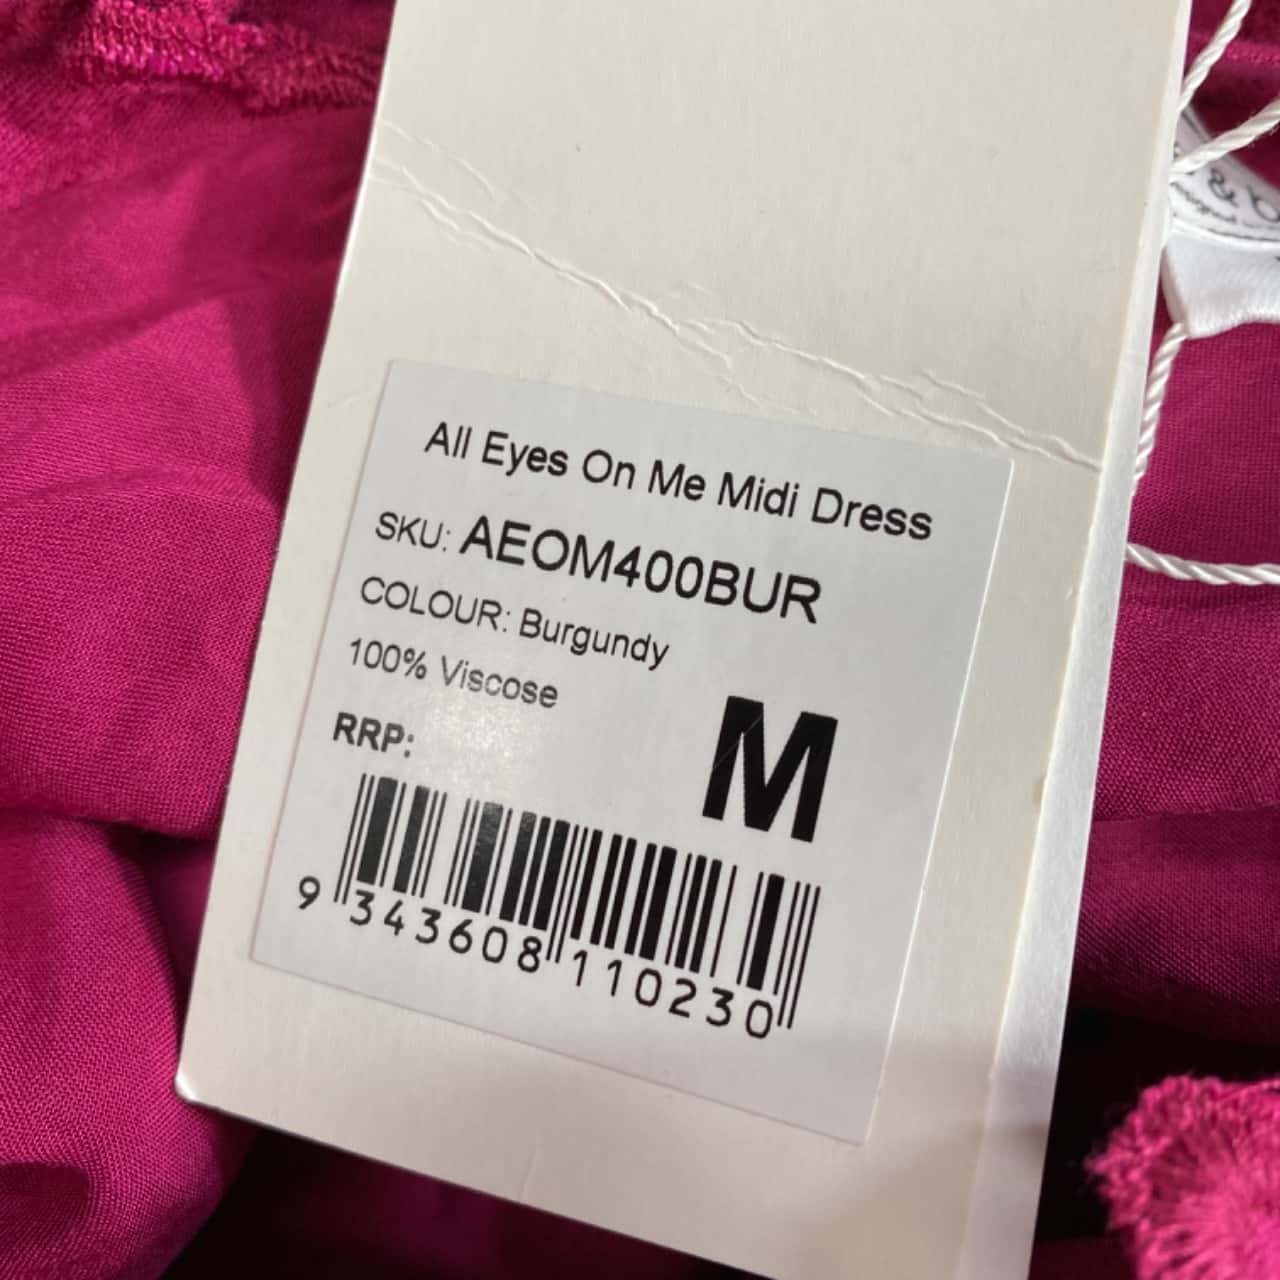 All Eyes On Me Midi Dress
SKU: AEOM400BUR
COLOUR: Burgundy
100% Viscose
RRP:
M
9 343608 110230